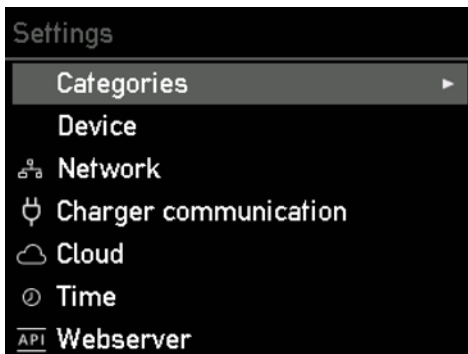 Settings
Categories
Device
Network
Charger communication
Cloud
Time
API Webserver